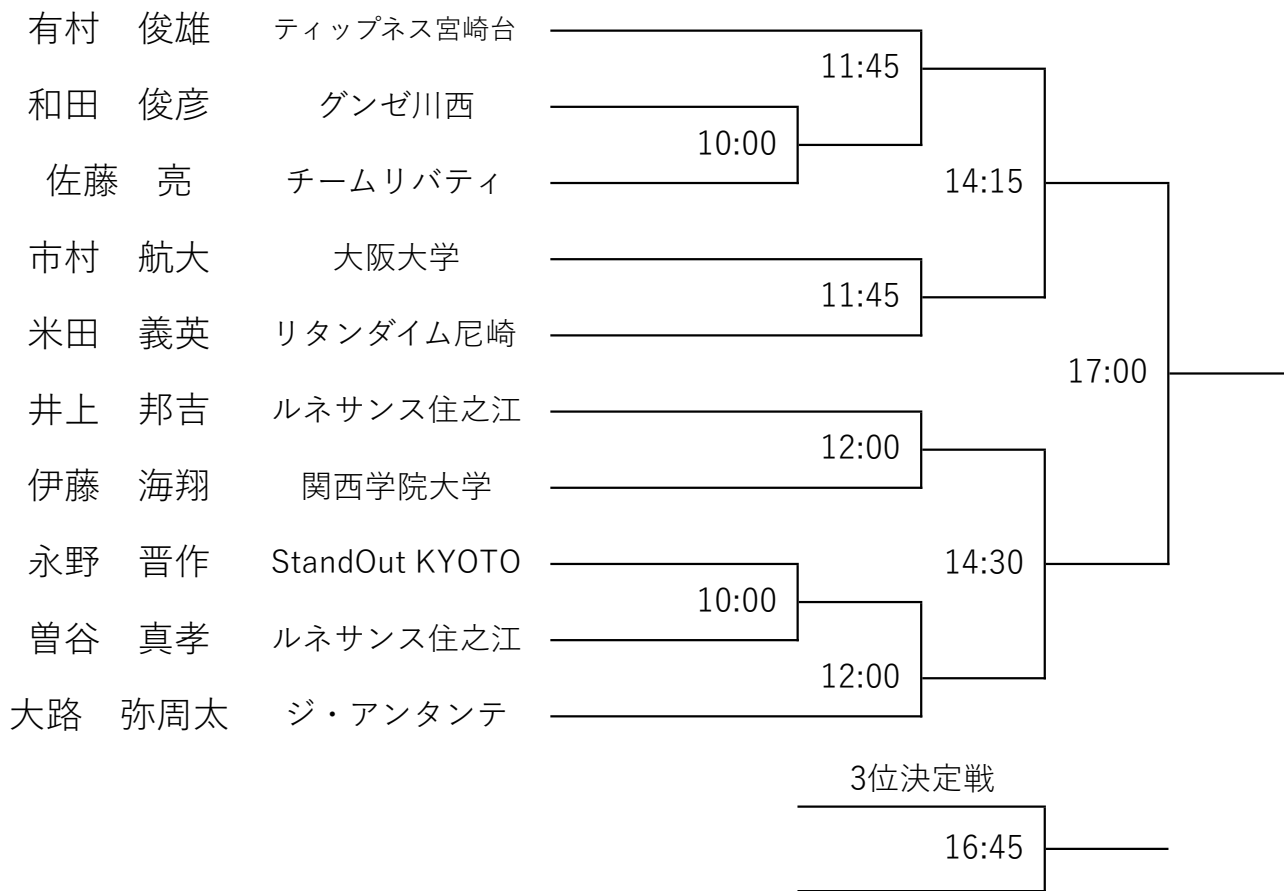 有村　俊雄　ティップネス宮崎台
11:45
和田　俊彦　グンゼ川西
10:00
佐藤　亮　チームリバティ
14:15
市村　航大　大阪大学
11:45
米田　義英　リタンダイム尼崎
17:00
井上　邦吉　ルネサンス住之江
12:00
伊藤　海翔　関西学院大学
永野　晋作　StandOut KYOTO
14:30
10:00
曽谷　真孝　ルネサンス住之江
12:00
大路　弥周太　ジ・アンタンテ
3位決定戦
16:45